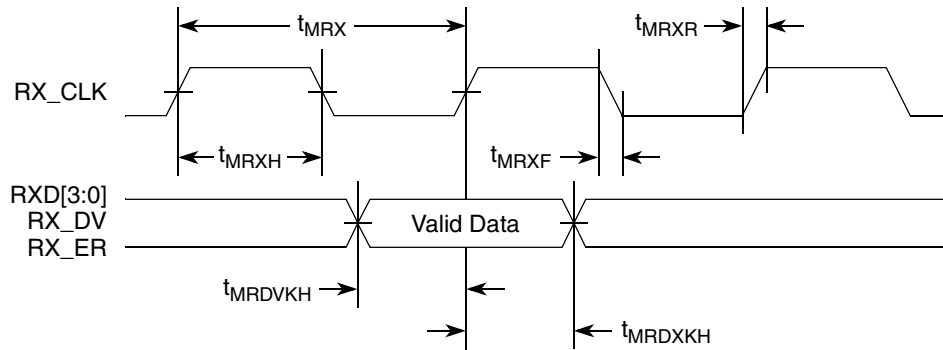 tMRX
tMRXR
RX_CLK
tMRXH
tMRXF
RXD[3:0]
RX_DV
Valid Data
RX_ER
tMRDVKH
tMRDXKH